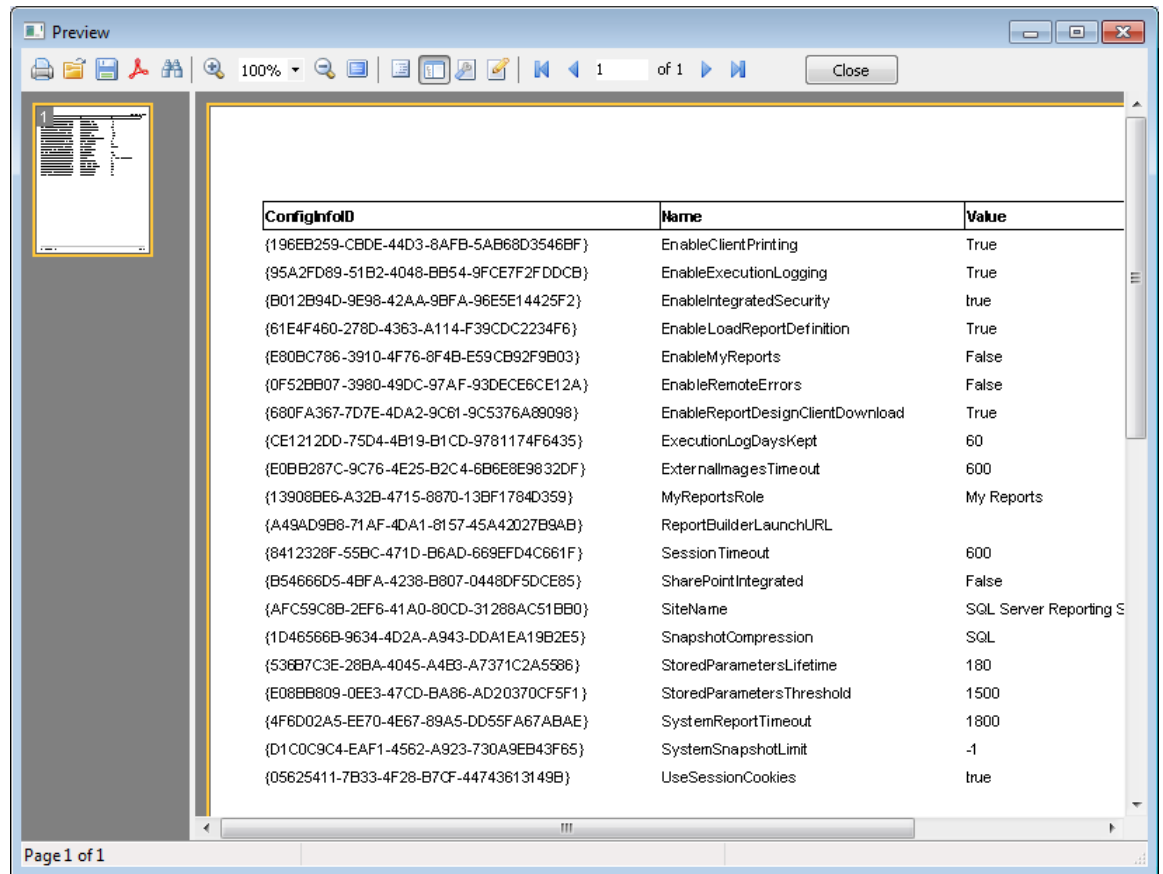 Preview
100% 1 of 1 Close
1
ConfigInfoID Name Value
{196EB259-CBDE-44D3-8AFB-5AB68D3546BF} EnableClientPrinting True
{95A2FD89-51B2-4048-BB54-9FCE7F2FDDCB} EnableExecutionLogging True
{B012B94D-9E98-42AA-9BFA-96E5E14425F2} EnableIntegratedSecurity true
{61E4F460-278D-4363-A114-F39CDC2234F6} EnableLoadReportDefinition True
{E80BC786-3910-4F76-8F4B-E59CB92F9B03} EnableMyReports False
{0F52BB07-3980-49DC-97AF-93DECE6CE12A} EnableRemoteErrors False
{680FA367-7D7E-4DA2-9C61-9C5376A89098} EnableReportDesignClientDownload True
{CE1212DD-75D4-4B19-B1CD-9781174F6435} ExecutionLogDaysKept 60
{E0BB287C-9C76-4E25-B2C4-6B6E8E9832DF} ExternalImagesTimeout 600
{13908BE6-A32B-4715-8870-13BF1784D359} MyReportsRole My Reports
{A49AD9B8-71AF-4DA1-8157-45A42027B9AB} ReportBuilderLaunchURL
{8412328F-55BC-471D-B6AD-669EFD4C661F} SessionTimeout 600
{B54666D5-4BFA-4238-B807-0448DF5DCE85} SharePointIntegrated False
{AFC59C8B-2EF6-41A0-80CD-31288AC51BB0} SiteName SQL Server Reporting S
{1D46566B-9634-4D2A-A943-DDA1EA19B2E5} SnapshotCompression SQL
{536B7C3E-28BA-4045-A4B3-A7371C2A5586} StoredParametersLifetime 180
{E08BB809-0EE3-47CD-BA86-AD20370CF5F1} StoredParametersThreshold 1500
{4F6D02A5-EE70-4E67-89A5-DD55FA67ABAE} SystemReportTimeout 1800
{D1C0C9C4-EAF1-4562-A923-730A9EB43F65} SystemSnapshotLimit -1
{05625411-7B33-4F28-B7CF-44743613149B} UseSessionCookies true
Page 1 of 1